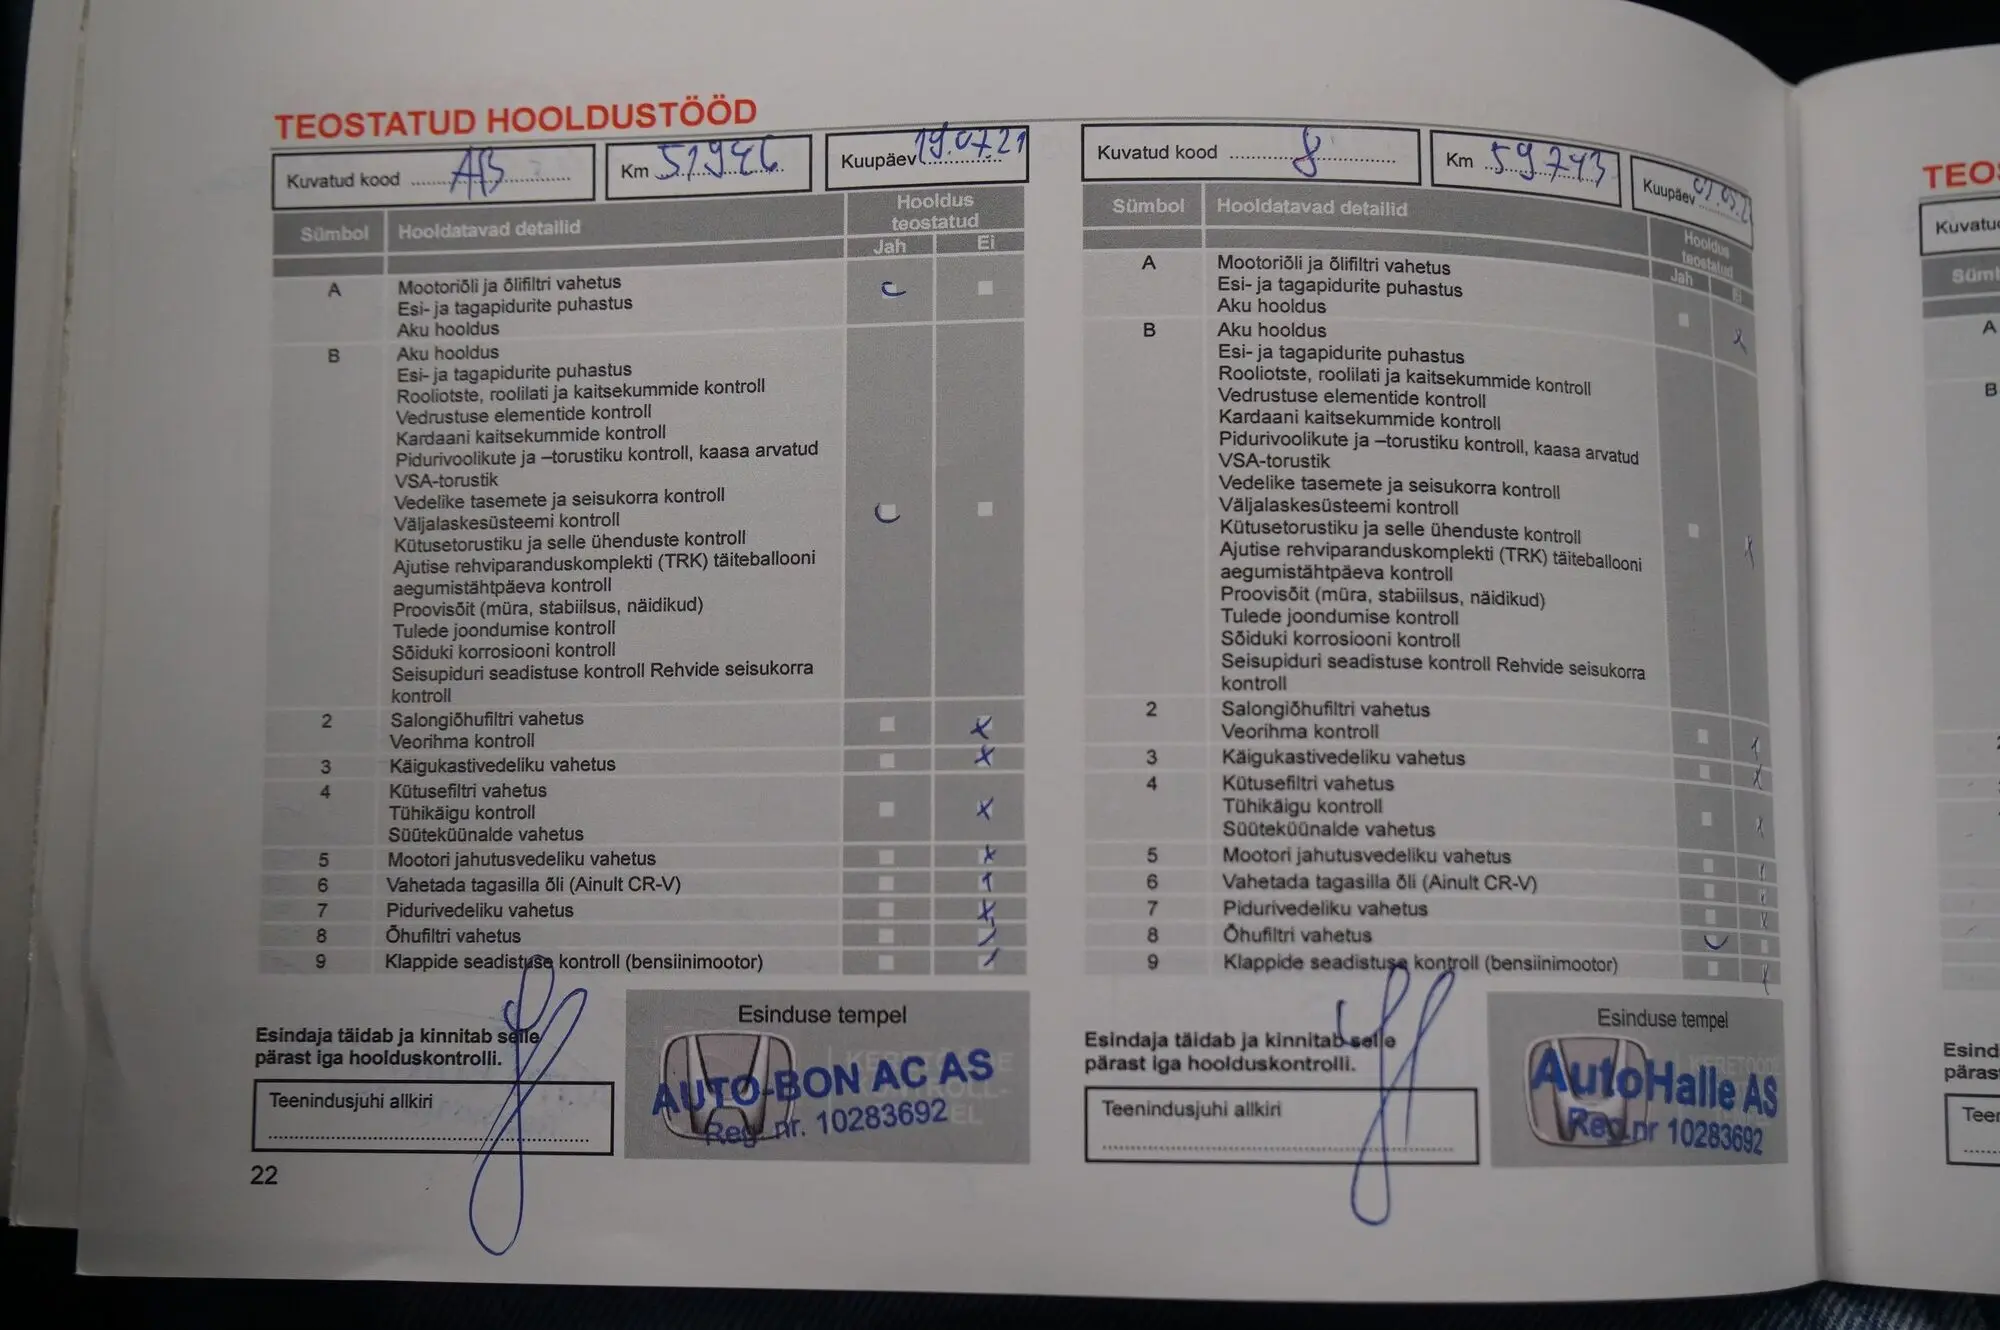 TEOSTATUD HOOLDUSTÖÖD
Kuvatud kood AB
Km 51946
Kuupäev 19.07.21
Sümbol Hooldatavad detailid Hooldus teostatud
Jah Ei
A Mootoriõli ja õlifiltri vahetus
Esi- ja tagapidurite puhastus
Aku hooldus
B Aku hooldus
Esi- ja tagapidurite puhastus
Rooliotste, roolilati ja kaitsekummide kontroll
Vedrustuse elementide kontroll
Kardaani kaitsekummide kontroll
Pidurivoolikute ja –torustiku kontroll, kaasa arvatud
VSA-torustik
Vedelike tasemete ja seisukorra kontroll
Väljalaskesüsteemi kontroll
Kütusetorustiku ja selle ühenduste kontroll
Ajutise rehviparanduskomplekti (TRK) täiteballooni
aegumistähtpäeva kontroll
Proovisõit (müra, stabiilsus, näidikud)
Tulede joondumise kontroll
Sõiduki korrosiooni kontroll
Seisupiduri seadistuse kontroll Rehvide seisukorra
kontroll
2 Salongiõhufiltri vahetus
Veorihma kontroll
3 Käigukastivedeliku vahetus
4 Kütusefiltri vahetus
Tühikäigu kontroll
Süüteküünalde vahetus
5 Mootori jahutusvedeliku vahetus
6 Vahetada tagasilla õli (Ainult CR-V)
7 Pidurivedeliku vahetus
8 Õhufiltri vahetus
9 Klappide seadistuse kontroll (bensiinimootor)
Esindaja täidab ja kinnitab selle
pärast iga hoolduskontrolli.
Teenindusjuhi allkiri
Esinduse tempel
AUTO-BON AC AS
Reg. nr. 10283692
22
Kuvatud kood 8
Km 59743
Kuupäev
Sümbol Hooldatavad detailid Hooldus
teostatud
Jah Ei
A Mootoriõli ja õlifiltri vahetus
Esi- ja tagapidurite puhastus
Aku hooldus
B Aku hooldus
Esi- ja tagapidurite puhastus
Rooliotste, roolilati ja kaitsekummide kontroll
Vedrustuse elementide kontroll
Kardaani kaitsekummide kontroll
Pidurivoolikute ja –torustiku kontroll, kaasa arvatud
VSA-torustik
Vedelike tasemete ja seisukorra kontroll
Väljalaskesüsteemi kontroll
Kütusetorustiku ja selle ühenduste kontroll
Ajutise rehviparanduskomplekti (TRK) täiteballooni
aegumistähtpäeva kontroll
Proovisõit (müra, stabiilsus, näidikud)
Tulede joondumise kontroll
Sõiduki korrosiooni kontroll
Seisupiduri seadistuse kontroll Rehvide seisukorra
kontroll
2 Salongiõhufiltri vahetus
Veorihma kontroll
3 Käigukastivedeliku vahetus
4 Kütusefiltri vahetus
Tühikäigu kontroll
Süüteküünalde vahetus
5 Mootori jahutusvedeliku vahetus
6 Vahetada tagasilla õli (Ainult CR-V)
7 Pidurivedeliku vahetus
8 Õhufiltri vahetus
9 Klappide seadistuse kontroll (bensiinimootor)
Esindaja täidab ja kinnitab selle
pärast iga hoolduskontrolli.
Teenindusjuhi allkiri
Esinduse tempel
AutoHalle AS
Reg nr 10283692
A
B